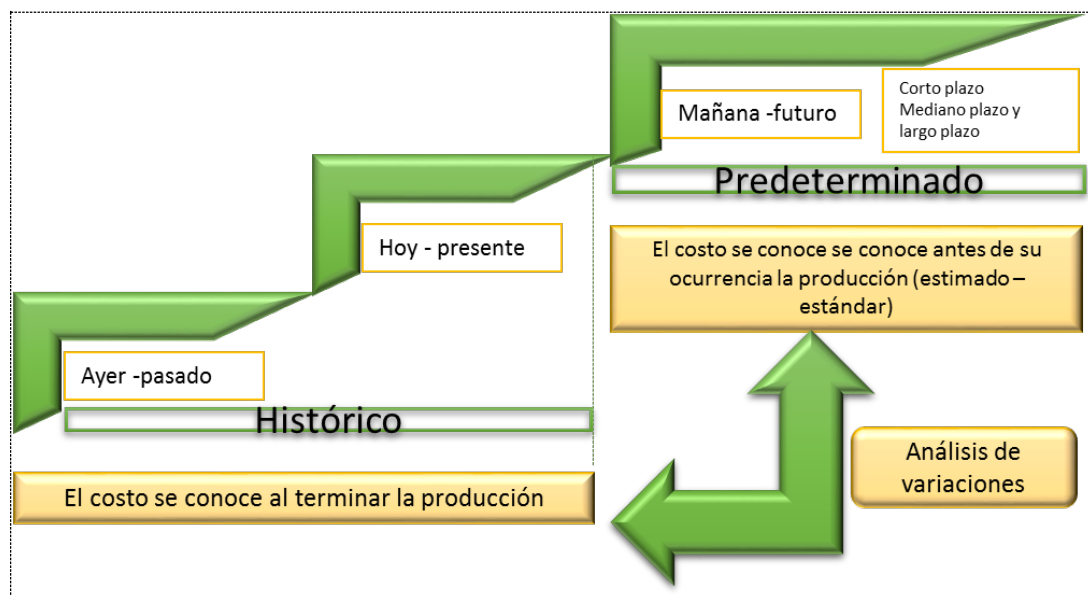 Corto plazo
Mediano plazo y
largo plazo
Mañana -futuro
Predeterminado
Hoy - presente
El costo se conoce se conoce antes de su
ocurrencia la producción (estimado –
estándar)
Ayer -pasado
Histórico
El costo se conoce al terminar la producción
Análisis de
variaciones